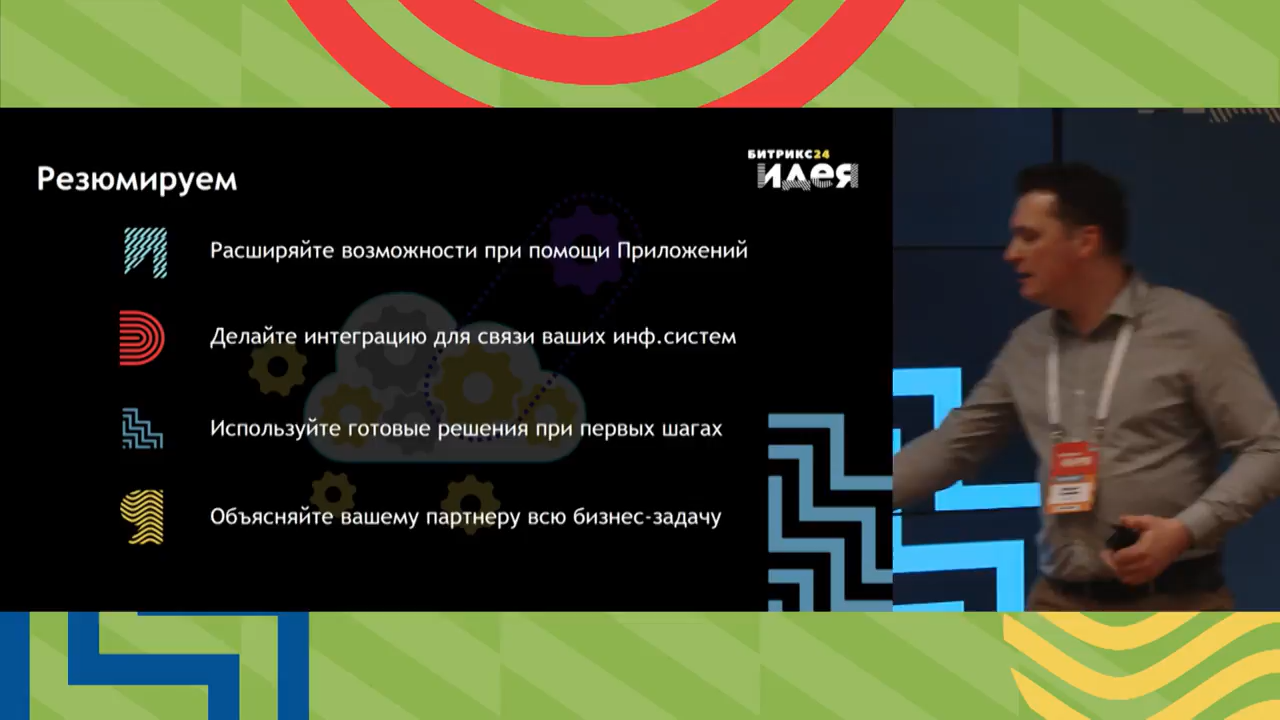 Резюмируем
БИТРИКС24
идея
Расширяйте возможности при помощи Приложений
Делайте интеграцию для связи ваших инф.систем
Используйте готовые решения при первых шагах
Объясняйте вашему партнеру всю бизнес-задачу